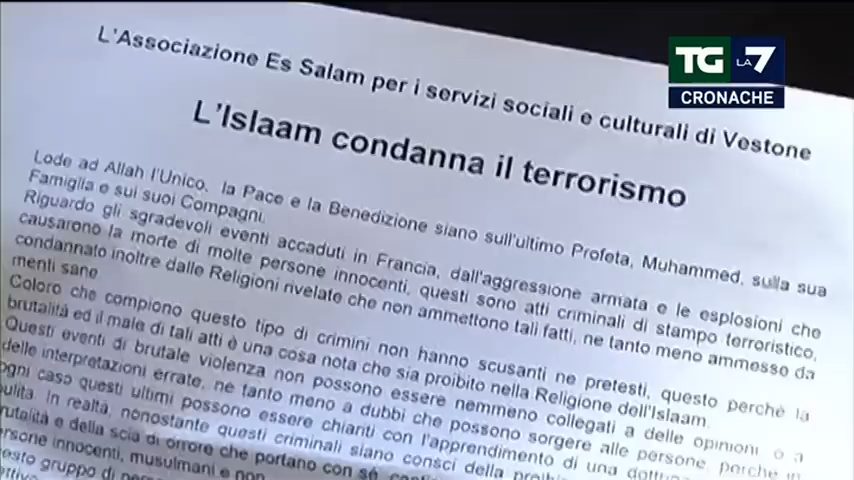 TG LA 7
CRONACHE
L'Associazione Es Salam per i servizi sociali e culturali di Vestone
L'Islaam condanna il terrorismo
Lode ad Allah l'Unico, la Pace e la Benedizione siano sull'ultimo Profeta, Muhammed, sulla sua
Famiglia e sui suoi Compagni.
Riguardo gli sgradevoli eventi accaduti in Francia, dall'aggressione armata e le esplosioni che
causarono la morte di molte persone innocenti, questi sono atti criminali di stampo terroristico,
condannato inoltre dalle Religioni rivelate che non ammettono tali fatti, ne tanto meno ammesse da
menti sane
Coloro che compiono questo tipo di crimini non hanno scusanti ne pretesti, questo perchè la
brutalità ed il male di tali atti è una cosa nota che sia proibito nella Religione dell'Islaam.
Questi eventi di brutale violenza non possono essere nemmeno collegati a delle opinioni o a
delle interpretazioni errate, ne tanto meno a dubbi che possono sorgere alle persone, perche in
ogni caso questi ultimi possono essere chiariti con l'apprendimento di una
In realtà, nonostante questi criminali siano consci della
e della scia di orrore che portano con sé
innocenti, musulmani e non
gruppo di